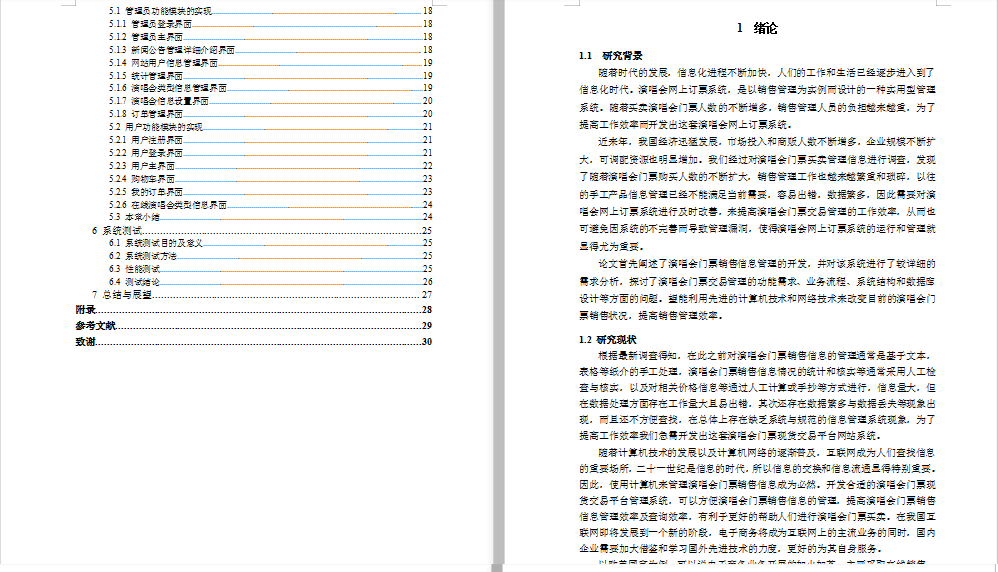 5.1 管理员功能模块的实现 18
5.1.1 管理员登录界面 18
5.1.2 管理员主界面 18
5.1.3 新闻公告管理详细介绍界面 18
5.1.4 网站用户信息管理界面 19
5.1.5 统计管理界面 19
5.1.6 演唱会类型信息管理界面 19
5.1.7 演唱会信息设置界面 20
5.1.8 订单管理界面 20
5.2 用户功能模块的实现 21
5.2.1 用户注册界面 21
5.2.2 用户登录界面 21
5.2.3 用户主界面 22
5.2.4 购物车界面 23
5.2.5 我的订单界面 23
5.2.6 在线演唱会类型信息界面 24
5.3 本章小结 24
6 系统测试 25
6.1 系统测试目的及意义 25
6.2 系统测试方法 25
6.3 性能测试 25
6.4 测试结论 26
7 总结与展望 27
附录 28
参考文献 29
致谢 30
1 绪论
1.1 研究背景
随着时代的发展，信息化进程不断加快，人们的工作和生活已经逐步进入到了
信息化时代。演唱会网上订票系统，是以销售管理为实例而设计的一种实用型管理
系统。随着买卖演唱会门票人数的不断增多，销售管理人员的负担越来越重，为了
提高工作效率而开发出这套演唱会网上订票系统。
近来年，我国经济迅猛发展，市场投入和商贩人数不断增多，企业规模不断扩
大，可调配资源也明显增加。我们经过对演唱会门票买卖管理信息进行调查，发现
了随着演唱会门票购买人数的不断扩大，销售管理工作也越来越繁重和琐碎，以往
的手工产品信息管理已经不能满足当前需要，容易出错，数据繁多，因此需要对演
唱会网上订票系统进行及时改善，来提高演唱会门票交易管理的工作效率，从而也
可避免因系统的不完善而导致管理漏洞，使得演唱会网上订票系统的运行和管理就
显得尤为重要。
论文首先阐述了演唱会门票销售信息管理的开发，并对该系统进行了较详细的
需求分析，探讨了演唱会门票交易管理的功能需求、业务流程、系统结构和数据库
设计等方面的问题。望能利用先进的计算机技术和网络技术来改变目前的演唱会门
票销售状况，提高销售管理效率。
1.2 研究现状
根据最新调查得知，在此之前对演唱会门票销售信息的管理通常是基于文本，
表格等纸介的手工处理，演唱会门票销售信息情况的统计和核实等通常采用人工检
查与核实，以及对相关价格信息等通过人工计算或手抄等方式进行，信息量大，但
在数据处理方面存在工作量大且易出错，其次还存在数据繁多与数据丢失等现象出
现，而且还不方便查找，在总体上存在缺乏系统与规范的信息管理系统现象，为了
提高工作效率我们急需开发出这套演唱会门票现货交易平台网站系统。
随着计算机技术的发展以及计算机网络的逐渐普及，互联网成为人们查找信息
的重要场所，二十一世纪是信息的时代，所以信息的交换和信息流通显得特别重要。
因此，使用计算机来管理演唱会门票销售信息成为必然。开发合适的演唱会门票现
货交易平台管理系统，可以方便演唱会门票销售信息的管理，提高演唱会门票销售
信息管理效率及查询效率，有利于更好的帮助人们进行演唱会门票买卖。在我国互
联网即将发展到一个新的阶段，电子商务将成为互联网上的主流业务的同时，国内
企业需要加大借鉴和学习国外先进技术的力度，更好的为其自身服务。